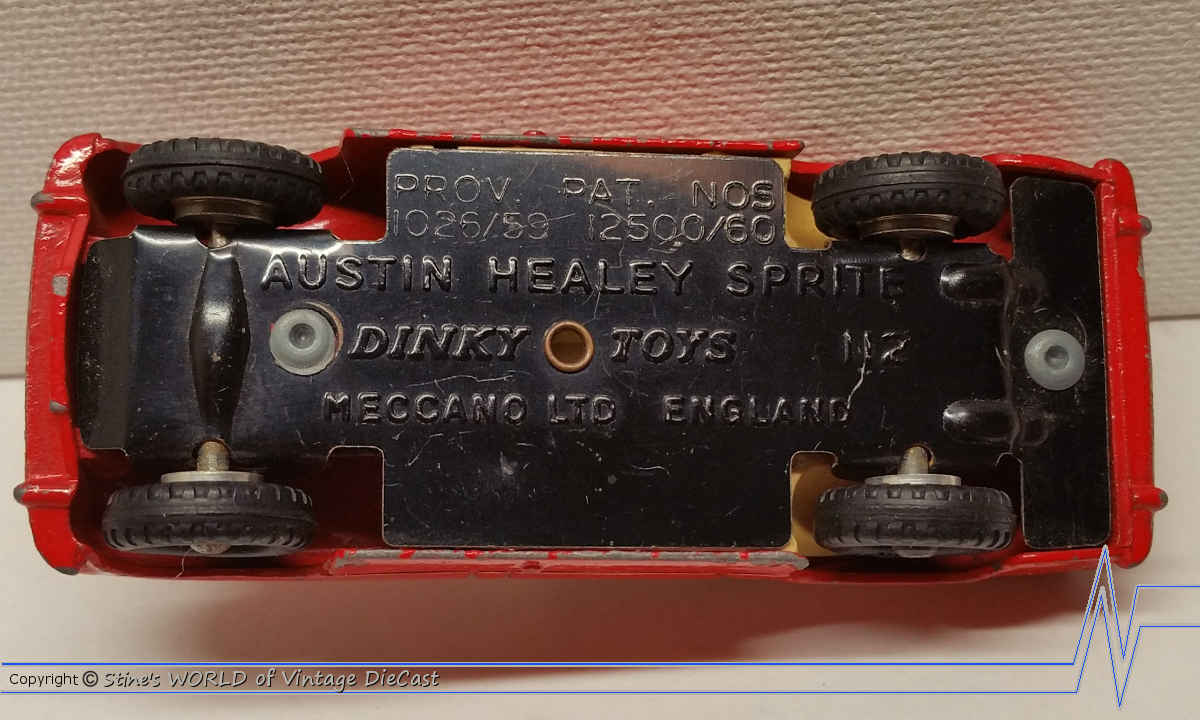 PROV. PAT. NOS
1026/59 12500/60
AUSTIN HEALEY SPRITE
DINKY TOYS 112
MECCANO LTD ENGLAND
Copyright © Stine's WORLD of Vintage DieCast